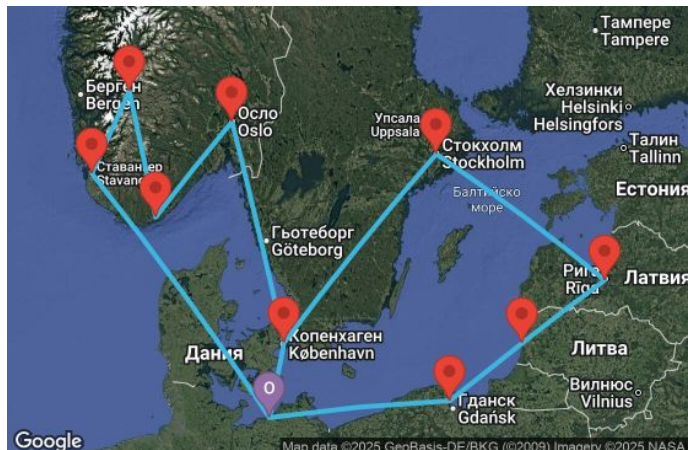 Тампере
Tampere
Берген
Bergen
Осло
Oslo
Хелзинки
Helsinki
Helsingfors
Упсала
Uppsala
Стокхолм
Stockholm
Талин
Tallinn
Ставангер
Stavang
Балтийско
море
Естония
Гьотеборг
Göteborg
Рига
Rīga
Латвия
Копенхаген
København
Дания
Литва
O
Гданск
Gdańsk
Вилнюс
Vilnius
Google
Map data ©2025 GeoBasis-DE/BKG (©2009) Imagery ©2025 NASA